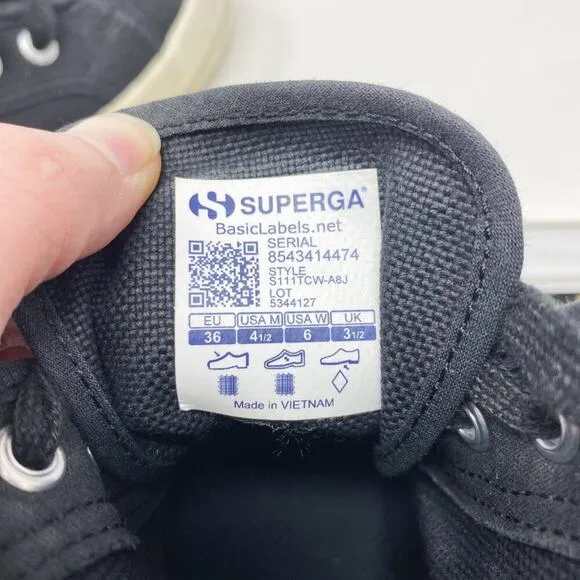 SUPERGA®
BasicLabels.net
SERIAL
8543414474
STYLE
S111TCW-A8J
LOT
5344127
EU USA M USA W UK
36 4 1/2 6 3 1/2
Made in VIETNAM